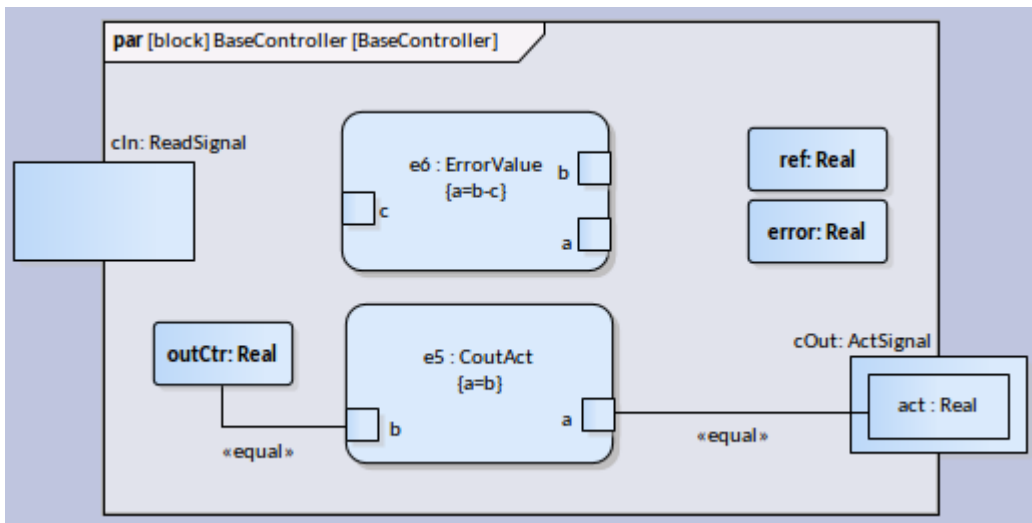 par [block] BaseController [BaseController]
cIn: ReadSignal
e6 : ErrorValue
{a=b-c}
b
c
a
ref: Real
error: Real
outCtr: Real
e5 : CoutAct
{a=b}
b
a
«equal»
«equal»
cOut: ActSignal
act : Real